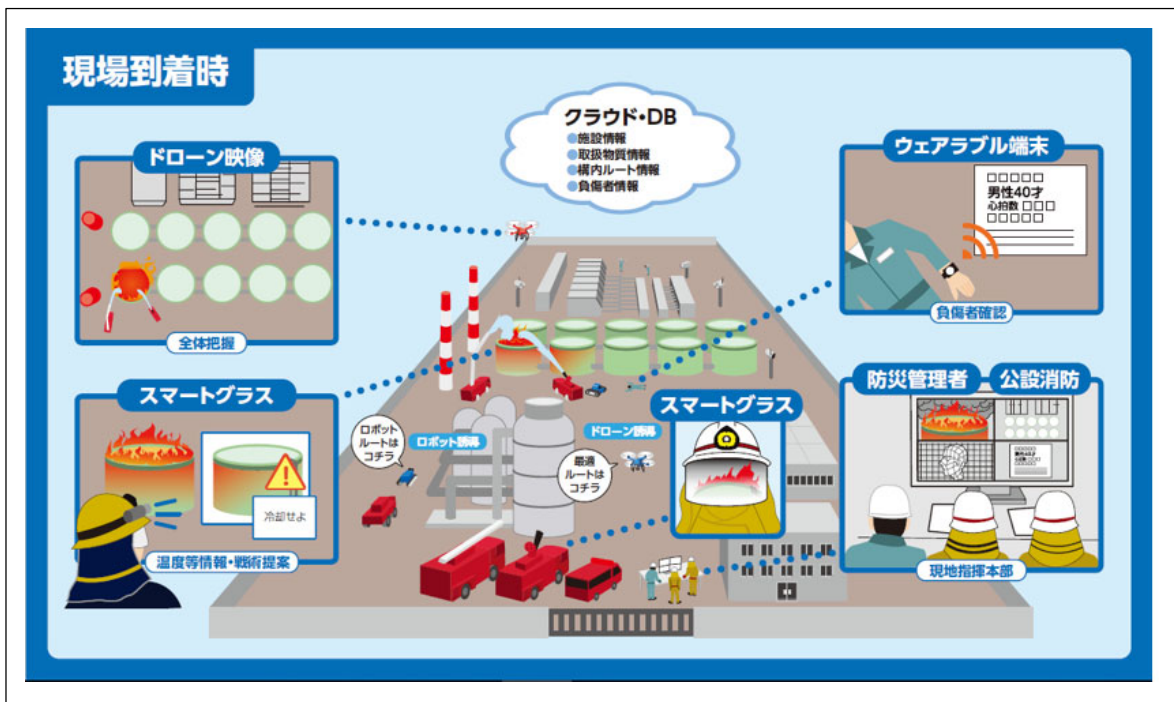 現場到着時
クラウド・DB
●施設情報
●取扱物質情報
●構内ルート情報
●負傷者情報
ドローン映像
全体把握
ウェアラブル端末
□□□□□
男性40才
心拍数 □□□
□□□□□
負傷者確認
スマートグラス
冷却せよ
温度等情報・戦術提案
ロボット
ルートは
コチラ
ロボット誘導
ドローン誘導
最適
ルートは
コチラ
スマートグラス
防災管理者
公設消防
男性40才
現地指揮本部